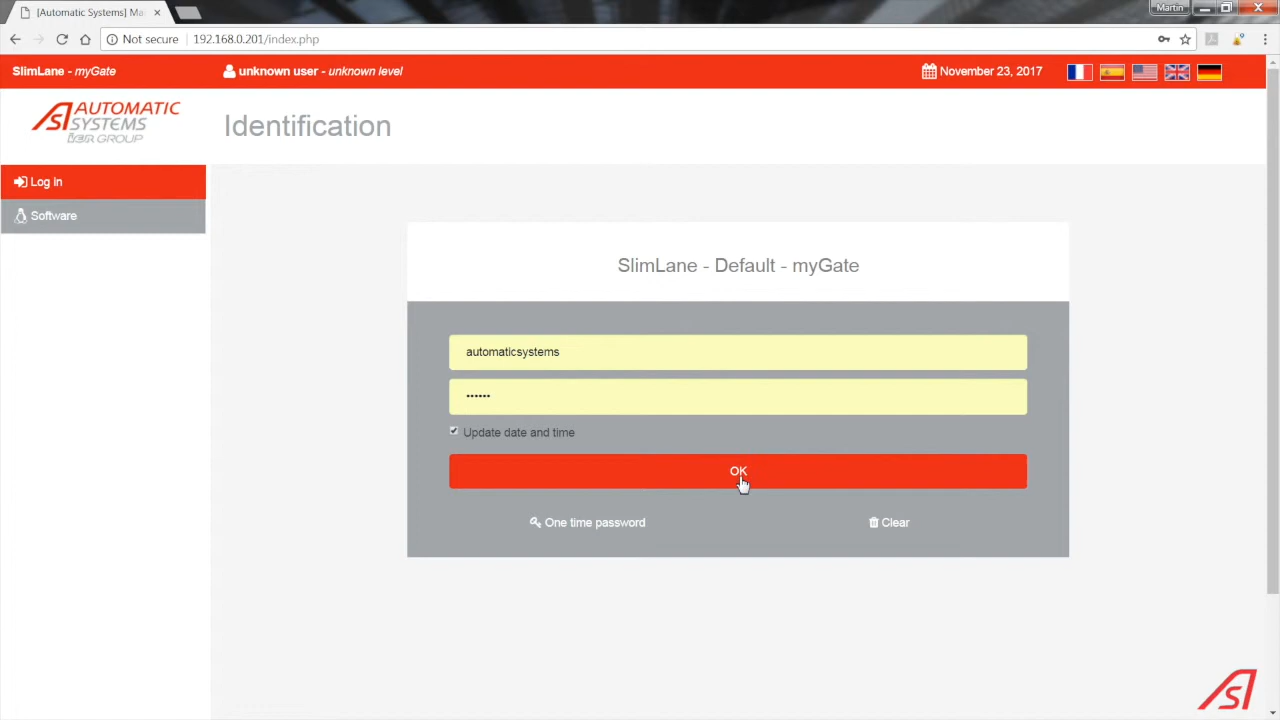 [Automatic Systems] Ma
Martin
Not secure 192.168.0.201/index.php
SlimLane - myGate
unknown user - unknown level
November 23, 2017
AUTOMATIC
SYSTEMS
GROUP
Identification
Log in
Software
SlimLane - Default - myGate
automaticsystems
••••••
Update date and time
OK
One time password
Clear